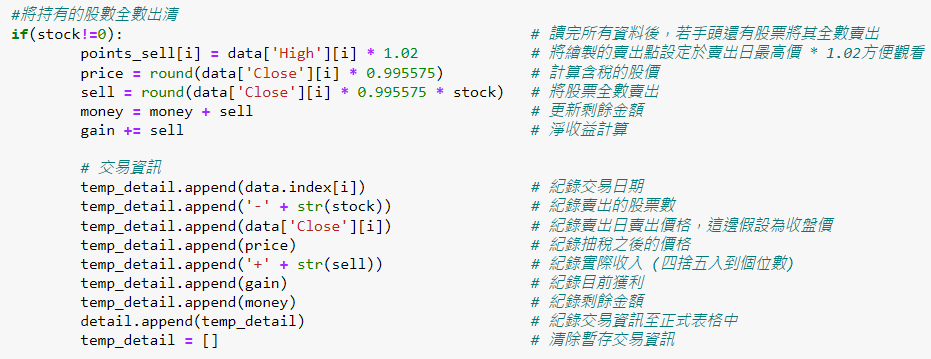 #將持有的股數全數出清
if(stock!=0): # 讀完所有資料後，若手頭還有股票將其全數賣出
points_sell[i] = data['High'][i] * 1.02 # 將繪製的賣出點設定於賣出日最高價 * 1.02方便觀看
price = round(data['Close'][i] * 0.995575) # 計算含稅的股價
sell = round(data['Close'][i] * 0.995575 * stock) # 將股票全數賣出
money = money + sell # 更新剩餘金額
gain += sell # 淨收益計算
# 交易資訊
temp_detail.append(data.index[i]) # 紀錄交易日期
temp_detail.append('-' + str(stock)) # 紀錄賣出的股票數
temp_detail.append(data['Close'][i]) # 紀錄賣出日賣出價格，這邊假設為收盤價
temp_detail.append(price) # 紀錄抽稅之後的價格
temp_detail.append('+' + str(sell)) # 紀錄實際收入 (四捨五入到個位數)
temp_detail.append(gain) # 紀錄目前獲利
temp_detail.append(money) # 紀錄剩餘金額
detail.append(temp_detail) # 紀錄交易資訊至正式表格中
temp_detail = [] # 清除暫存交易資訊